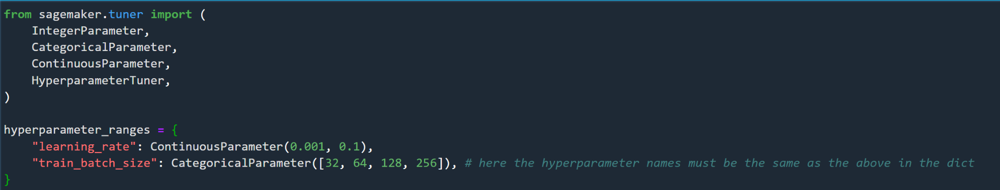 from sagemaker.tuner import (
    IntegerParameter,
    CategoricalParameter,
    ContinuousParameter,
    HyperparameterTuner,
)

hyperparameter_ranges = {
    "learning_rate": ContinuousParameter(0.001, 0.1),
    "train_batch_size": CategoricalParameter([32, 64, 128, 256]), # here the hyperparameter names must be the same as the above in the dict
}